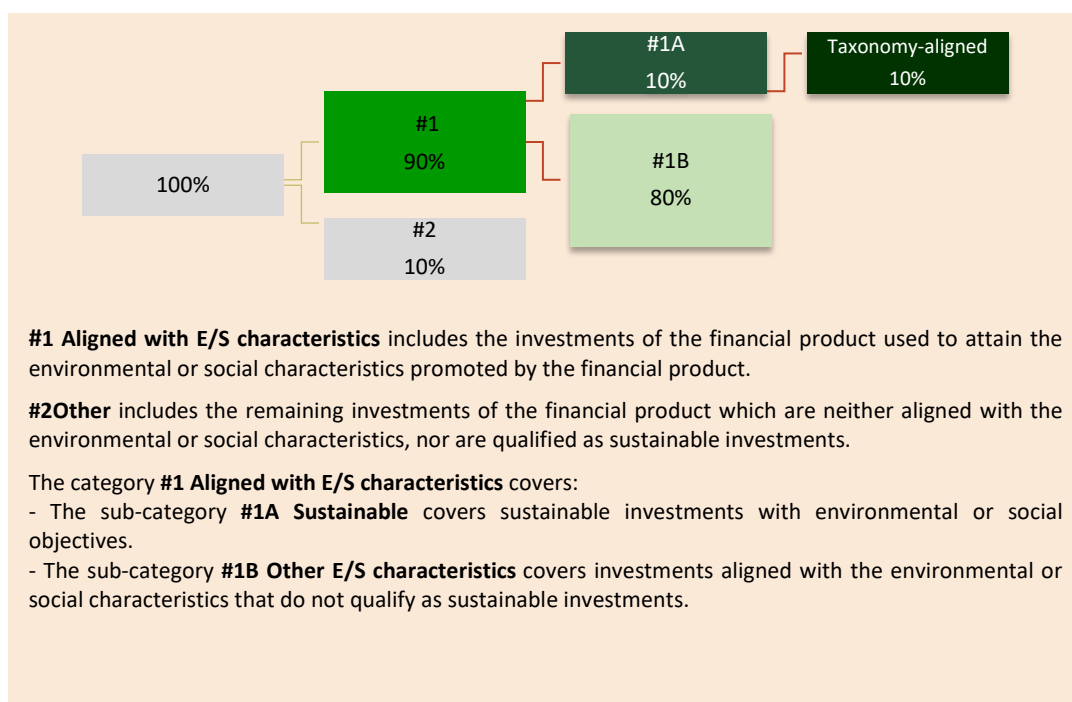 #1A
10%
Taxonomy-aligned
10%
#1
90%
#1B
80%
100%
#2
10%
#1 Aligned with E/S characteristics includes the investments of the financial product used to attain the
environmental or social characteristics promoted by the financial product.
#2Other includes the remaining investments of the financial product which are neither aligned with the
environmental or social characteristics, nor are qualified as sustainable investments.
The category #1 Aligned with E/S characteristics covers:
- The sub-category #1A Sustainable covers sustainable investments with environmental or social
objectives.
- The sub-category #1B Other E/S characteristics covers investments aligned with the environmental or
social characteristics that do not qualify as sustainable investments.